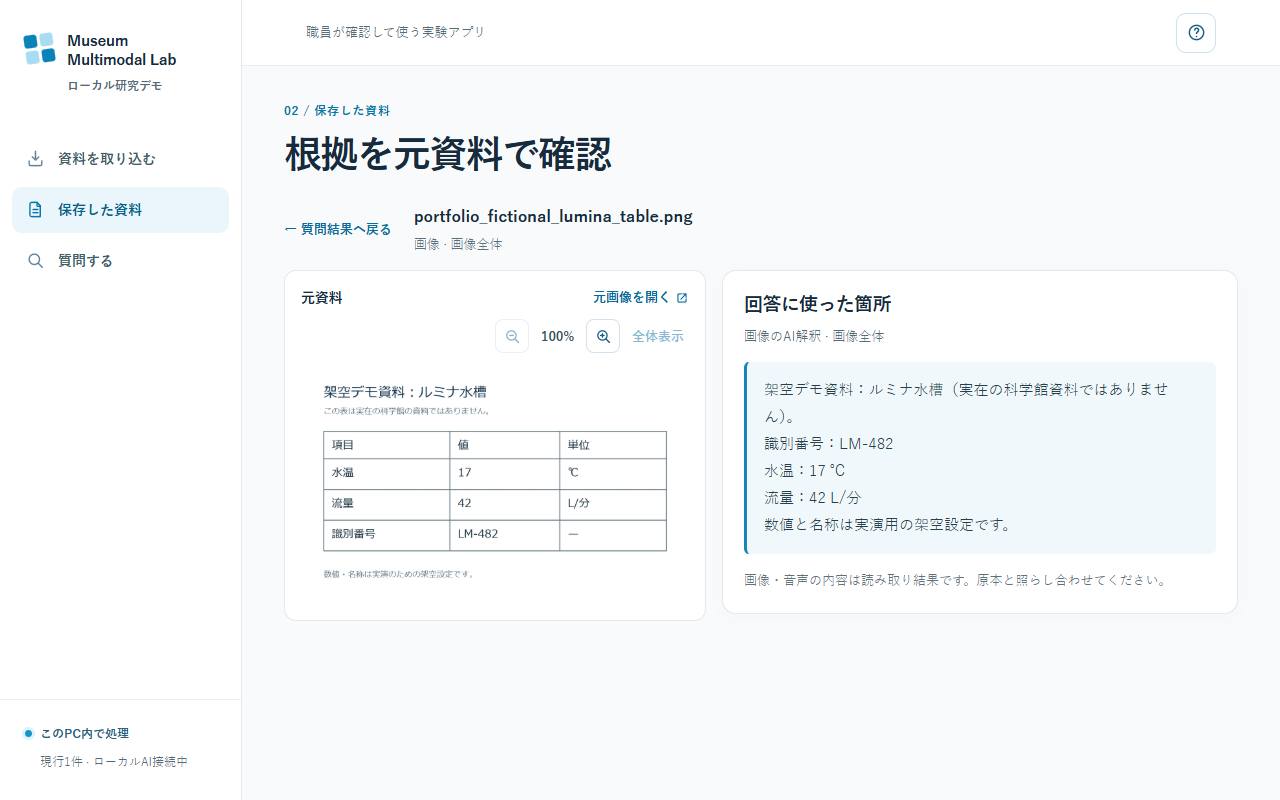 Museum
Multimodal Lab
ローカル研究デモ
資料を取り込む
保存した資料
質問する
このPC内で処理
現行1件 · ローカルAI接続中
職員が確認して使う実験アプリ
02 / 保存した資料
根拠を元資料で確認
← 質問結果へ戻る
portfolio_fictional_lumina_table.png
画像 · 画像全体
元資料
元画像を開く
100%
全体表示
架空デモ資料：ルミナ水槽
この表は実在の科学館の資料ではありません。
項目 値 単位
水温 17 ℃
流量 42 L/分
識別番号 LM-482 —
数値・名称は実演のための架空設定です。
回答に使った箇所
画像のAI解釈 · 画像全体
架空デモ資料：ルミナ水槽（実在の科学館資料ではありませ
ん）。
識別番号：LM-482
水温：17 ℃
流量：42 L/分
数値と名称は実演用の架空設定です。
画像・音声の内容は読み取り結果です。原本と照らし合わせてください。